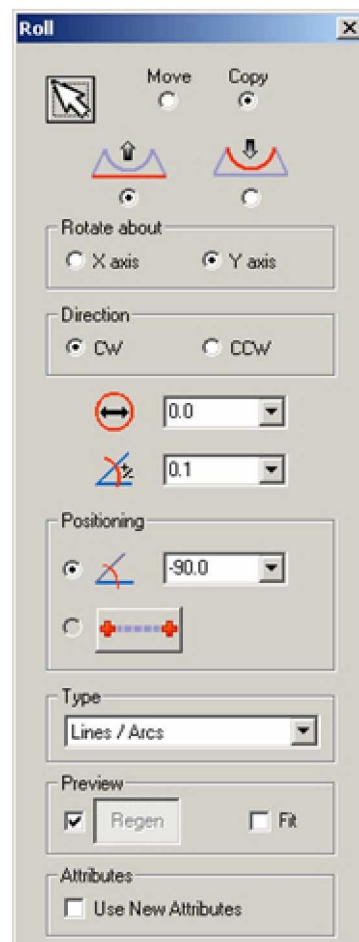 Roll
Move Copy
Rotate about
X axis Y axis
Direction
CW CCW
0.0
0.1
Positioning
-90.0
Type
Lines / Arcs
Preview
Regen Fit
Attributes
Use New Attributes